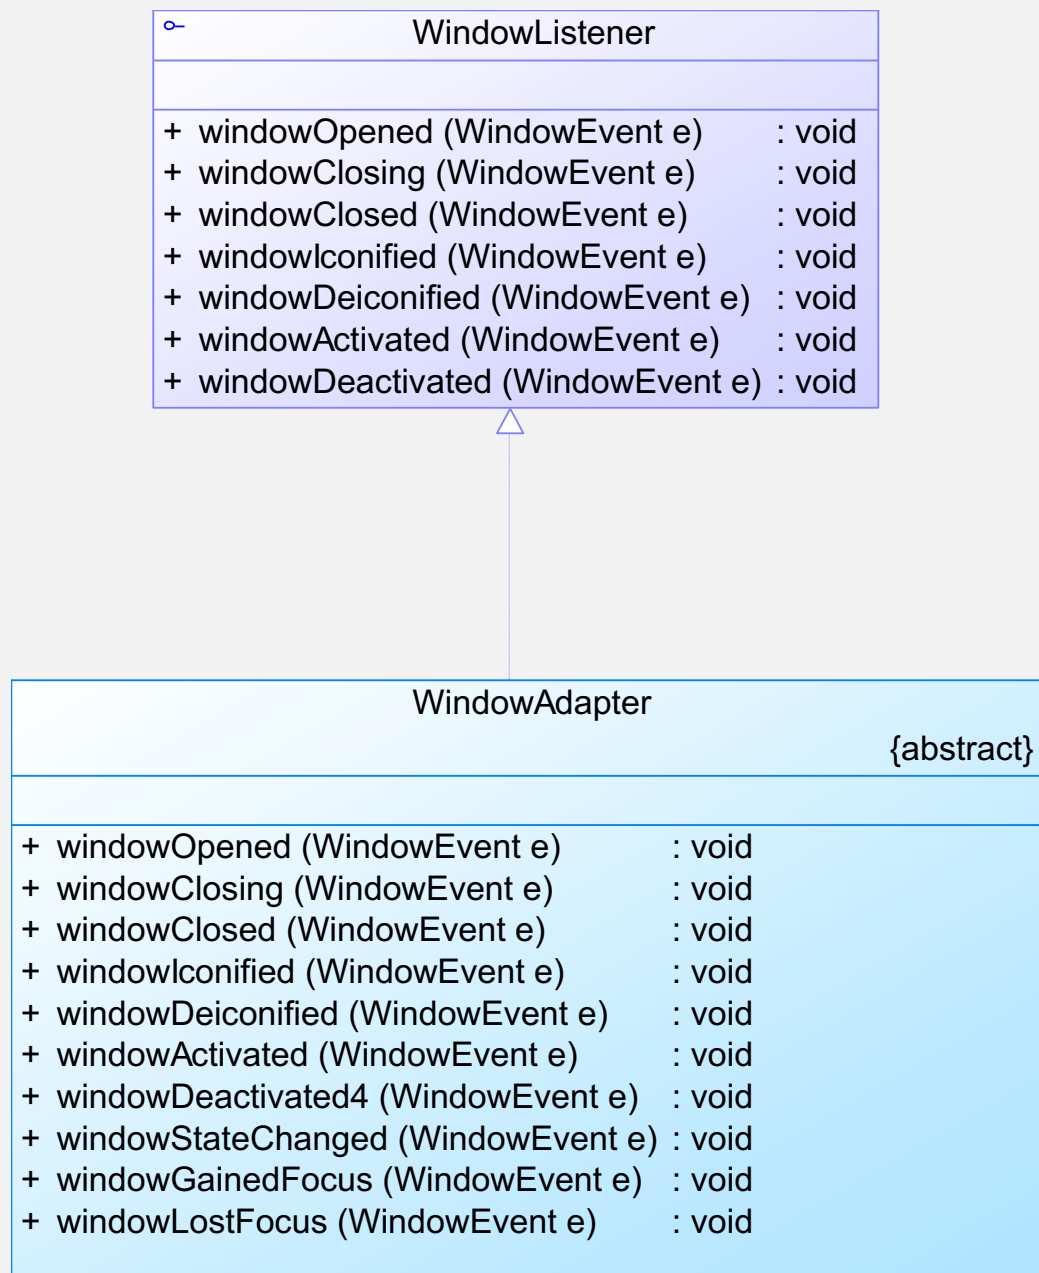 WindowListener
+ windowOpened (WindowEvent e) : void
+ windowClosing (WindowEvent e) : void
+ windowClosed (WindowEvent e) : void
+ windowIconified (WindowEvent e) : void
+ windowDeiconified (WindowEvent e) : void
+ windowActivated (WindowEvent e) : void
+ windowDeactivated (WindowEvent e) : void
WindowAdapter
{abstract}
+ windowOpened (WindowEvent e) : void
+ windowClosing (WindowEvent e) : void
+ windowClosed (WindowEvent e) : void
+ windowIconified (WindowEvent e) : void
+ windowDeiconified (WindowEvent e) : void
+ windowActivated (WindowEvent e) : void
+ windowDeactivated4 (WindowEvent e) : void
+ windowStateChanged (WindowEvent e) : void
+ windowGainedFocus (WindowEvent e) : void
+ windowLostFocus (WindowEvent e) : void